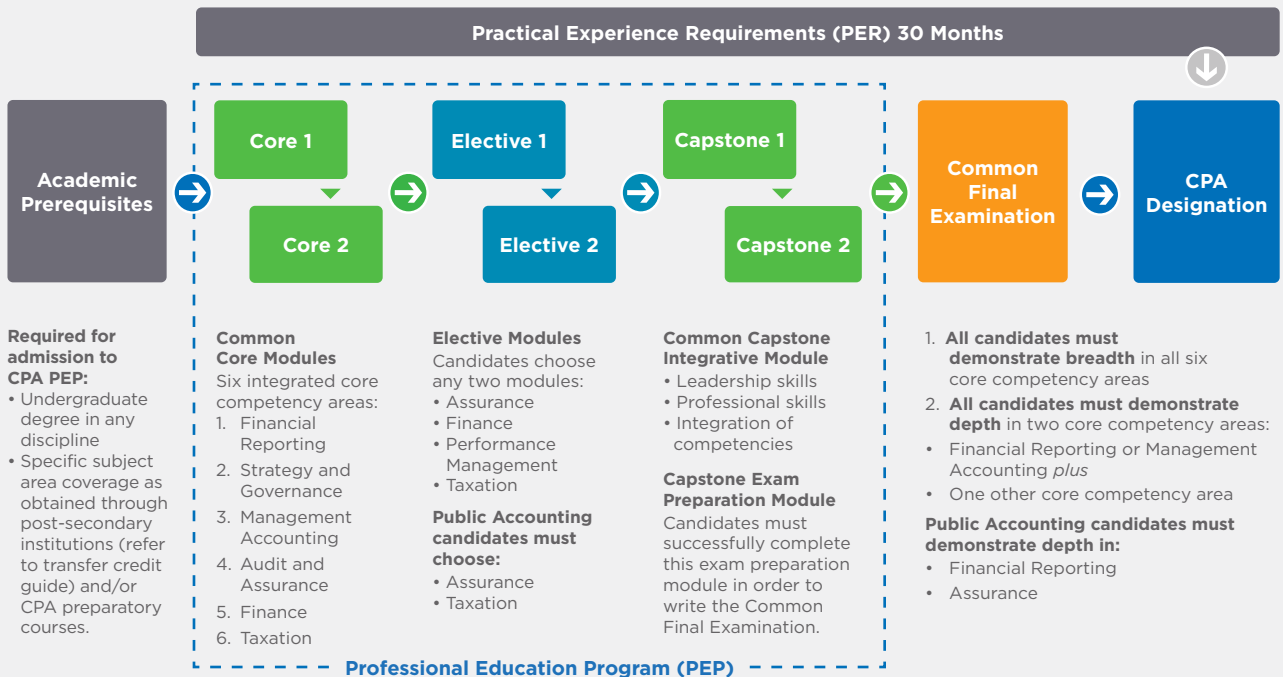 Practical Experience Requirements (PER) 30 Months
Academic
Prerequisites
Core 1
Core 2
Elective 1
Elective 2
Capstone 1
Capstone 2
Common
Final
Examination
CPA
Designation
Required for
admission to
CPA PEP:
• Undergraduate
degree in any
discipline
• Specific subject
area coverage as
obtained through
post-secondary
institutions (refer
to transfer credit
guide) and/or
CPA preparatory
courses.
Common
Core Modules
Six integrated core
competency areas:
1. Financial
Reporting
2. Strategy and
Governance
3. Management
Accounting
4. Audit and
Assurance
5. Finance
6. Taxation
Elective Modules
Candidates choose
any two modules:
• Assurance
• Finance
• Performance
Management
• Taxation
Public Accounting
candidates must
choose:
• Assurance
• Taxation
Common Capstone
Integrative Module
• Leadership skills
• Professional skills
• Integration of
competencies
Capstone Exam
Preparation Module
Candidates must
successfully complete
this exam preparation
module in order to
write the Common
Final Examination.
1. All candidates must
demonstrate breadth in all six
core competency areas
2. All candidates must demonstrate
depth in two core competency areas:
• Financial Reporting or Management
Accounting plus
• One other core competency area
Public Accounting candidates must
demonstrate depth in:
• Financial Reporting
• Assurance
Professional Education Program (PEP)